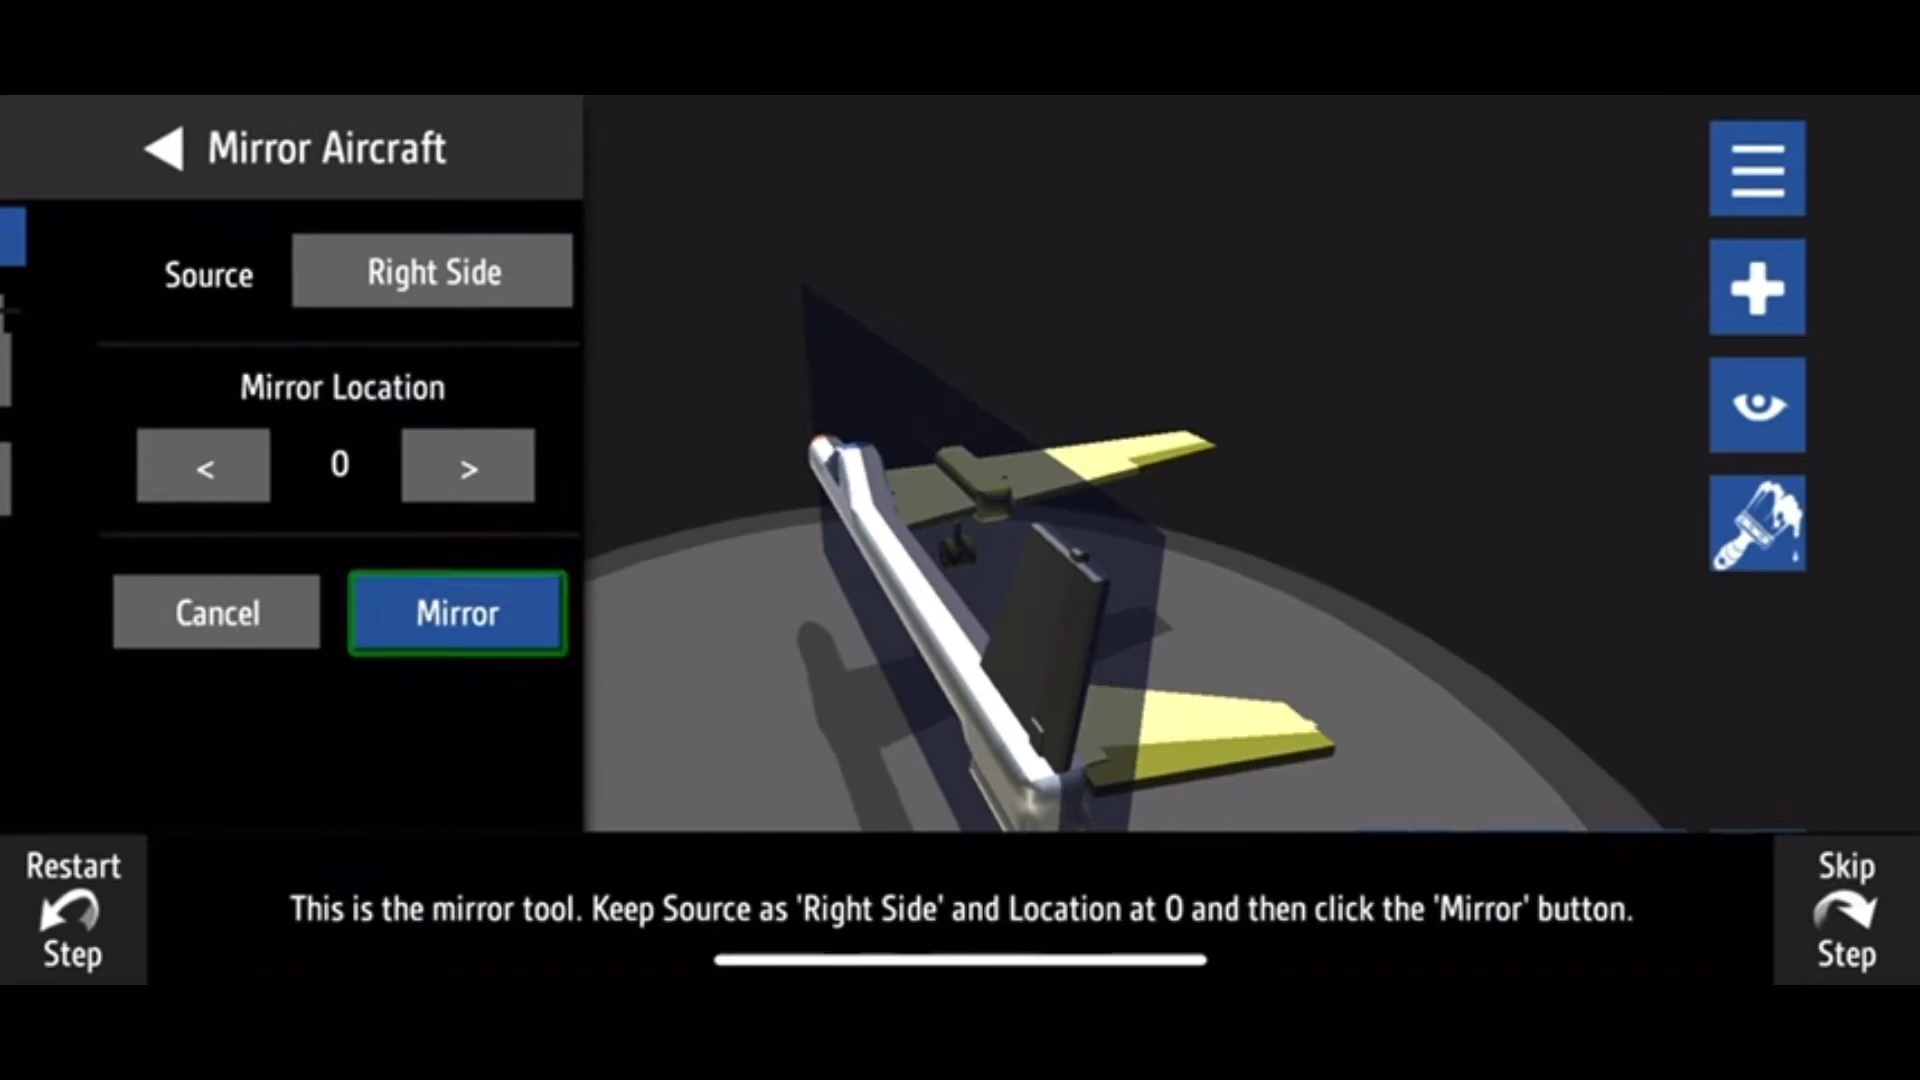 Mirror Aircraft
Source
Right Side
Mirror Location
<
0
>
Cancel
Mirror
Restart
Step
This is the mirror tool. Keep Source as 'Right Side' and Location at 0 and then click the 'Mirror' button.
Skip
Step